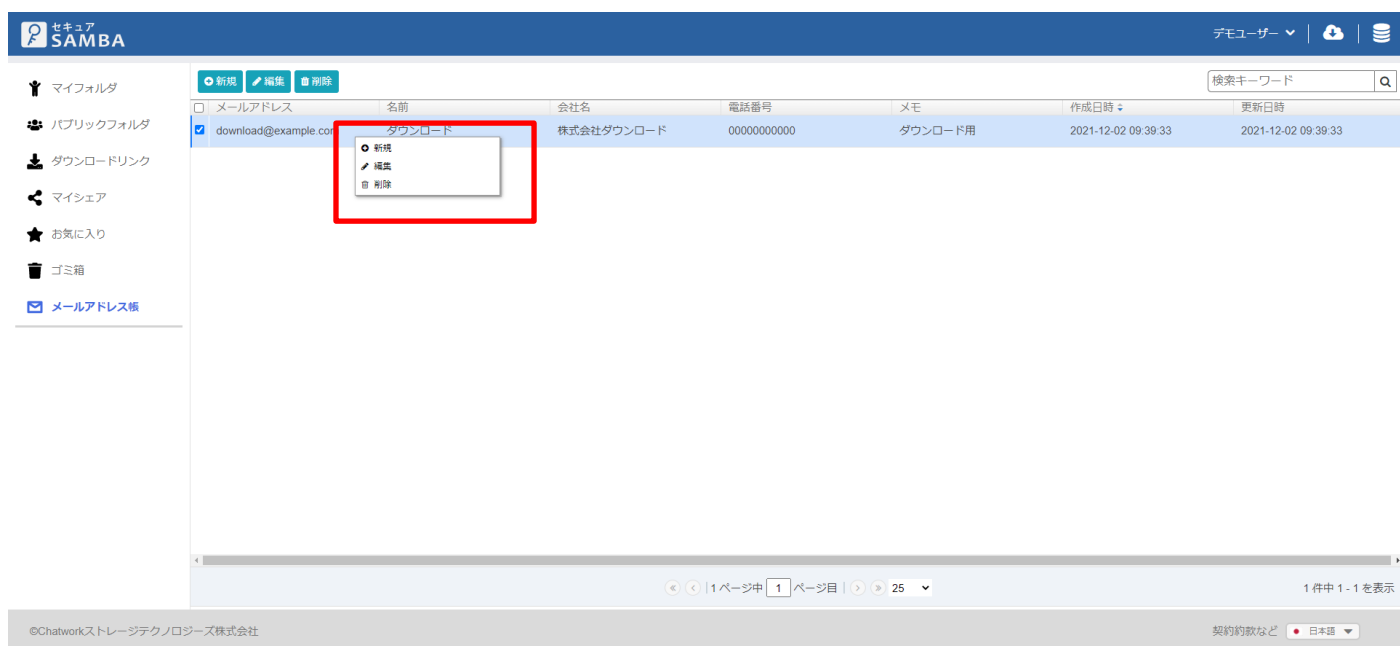 セキュア
SAMBA
デモユーザー
マイフォルダ
パブリックフォルダ
ダウンロードリンク
マイシェア
お気に入り
ゴミ箱
メールアドレス帳
新規 編集 削除
検索キーワード
メールアドレス 名前 会社名 電話番号 メモ 作成日時 更新日時
download@example.com ダウンロード 株式会社ダウンロード 00000000000 ダウンロード用 2021-12-02 09:39:33 2021-12-02 09:39:33
新規
編集
削除
1 ページ中 1 ページ目 25
1 件中 1 - 1 を表示
©Chatworkストレージテクノロジーズ株式会社
契約約款など 日本語